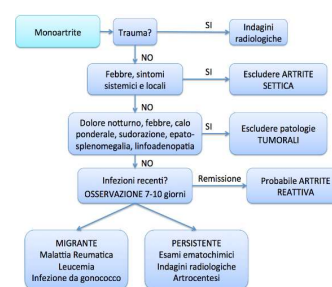 Monoartrite
Trauma?
SI
Indagini
radiologiche
NO
Febbre, sintomi
sistemici e locali
SI
Escludere ARTRITE
SETTICA
NO
Dolore notturno, febbre, calo
ponderale, sudorazione, epato-
splenomegalia, linfoadenopatia
SI
Escludere patologie
TUMORALI
NO
Infezioni recenti?
OSSERVAZIONE 7-10 giorni
Remissione
Probabile ARTRITE
REATTIVA
MIGRANTE
Malattia Reumatica
Leucemia
Infezione da gonococco
PERSISTENTE
Esami ematochimici
Indagini radiologiche
Artrocentesi